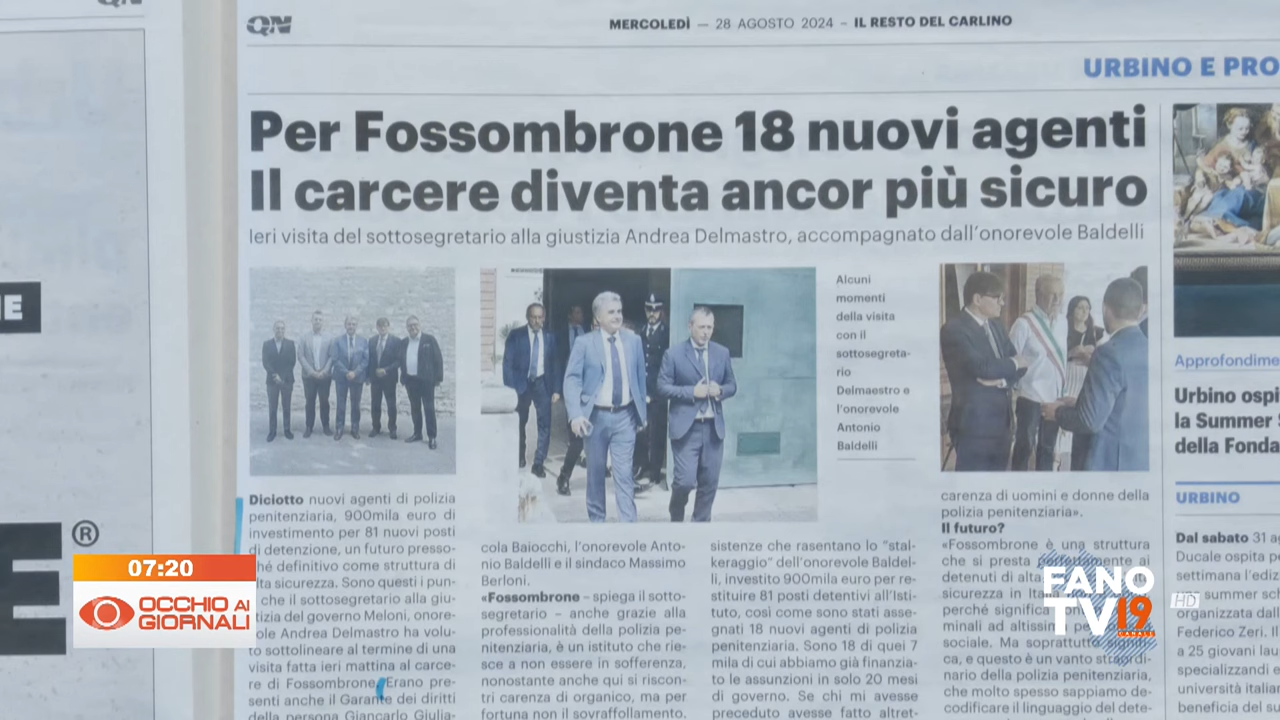 QN
MERCOLEDÌ — 28 AGOSTO 2024 – IL RESTO DEL CARLINO
URBINO E PRO
Per Fossombrone 18 nuovi agenti
Il carcere diventa ancor più sicuro
Ieri visita del sottosegretario alla giustizia Andrea Delmastro, accompagnato dall'onorevole Baldelli
Alcuni
momenti
della visita
con il
sottosegreta-
rio
Delmaestro e
l'onorevole
Antonio
Baldelli
Diciotto nuovi agenti di polizia
penitenziaria, 900mila euro di
investimento per 81 nuovi posti
di detenzione, un futuro presso-
ché definitivo come struttura di
alta sicurezza. Sono questi i pun-
che il sottosegretario alla giu-
tizia del governo Meloni, ono-
ole Andrea Delmastro ha volu-
to sottolineare al termine di una
visita fatta ieri mattina al carce-
re di Fossombrone. Erano pre-
senti anche il Garante dei diritti
della persona Giancarlo Giulia-
cola Baiocchi, l'onorevole Anto-
nio Baldelli e il sindaco Massimo
Berloni.
«Fossombrone – spiega il sotto-
segretario – anche grazie alla
professionalità della polizia pe-
nitenziaria, è un istituto che rie-
sce a non essere in sofferenza,
nonostante anche qui si riscon-
tri carenza di organico, ma per
fortuna non il sovraffollamento.
sistenze che rasentano lo "stal-
keraggio" dell'onorevole Baldel-
li, investito 900mila euro per re-
stituire 81 posti detentivi all'Isti-
tuto, così come sono stati asse-
gnati 18 nuovi agenti di polizia
penitenziaria. Sono 18 di quei 7
mila di cui abbiamo già finanzia-
to le assunzioni in solo 20 mesi
di governo. Se chi mi avesse
preceduto avesse fatto altret-
carenza di uomini e donne della
polizia penitenziaria».
Il futuro?
«Fossombrone è una struttura
che si presta
detenuti di alta
sicurezza in
perché
minali ad
sociale. Ma soprattutto
ca, e questo è un vanto straordi-
nario della polizia penitenziaria,
che molto spesso sappiamo de-
codificare il linguaggio dei dete-
Approfondime
Urbino ospi
la Summer
della Fonda
URBINO
Dal sabato 31 ag
Ducale ospita p
settimana l'ediz
summer sch
organizzata dall
Federico Zeri. Il
a 25 giovani lau
specializzandi e
università italian
beneficia del su
E
E®
07:20
OCCHIO AI
GIORNALI
FANO
TV19
CANALE
HD